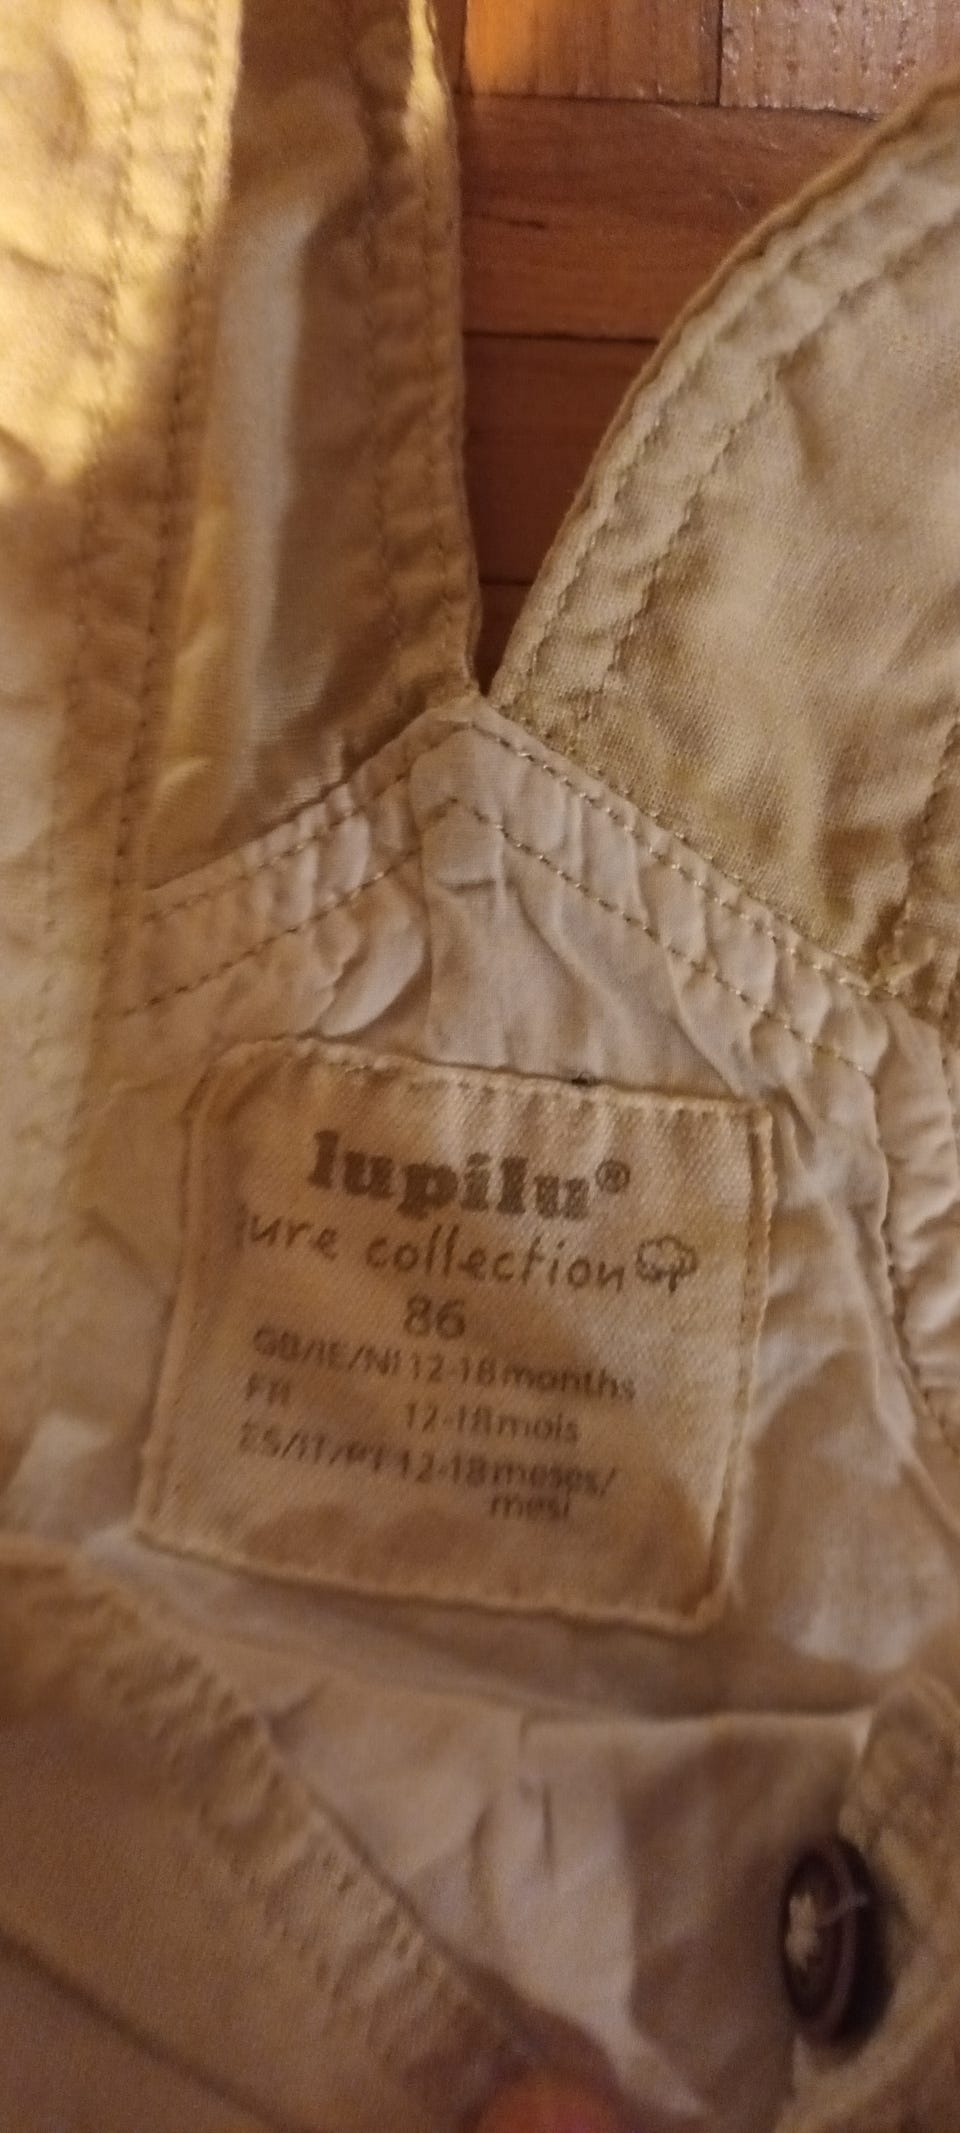 lupilu®
pure collection
86
GB/IE/NI 12-18 months
FR 12-18 mois
ES/IT/PT 12-18 meses/
mesi